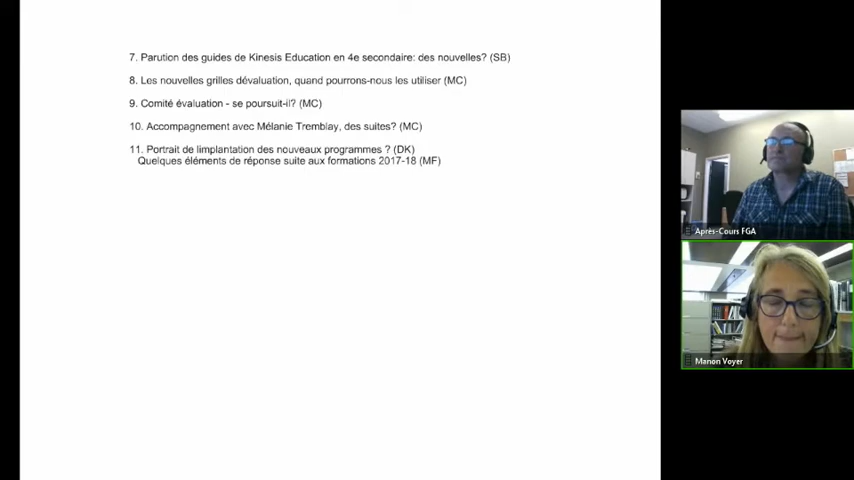 7. Parution des guides de Kinesis Education en 4e secondaire: des nouvelles? (SB)
8. Les nouvelles grilles dévaluation, quand pourrons-nous les utiliser (MC)
9. Comité évaluation - se poursuit-il? (MC)
10. Accompagnement avec Mélanie Tremblay, des suites? (MC)
11. Portrait de limplantation des nouveaux programmes ? (DK)
Quelques éléments de réponse suite aux formations 2017-18 (MF)
Après-Cours FGA
Manon Voyer